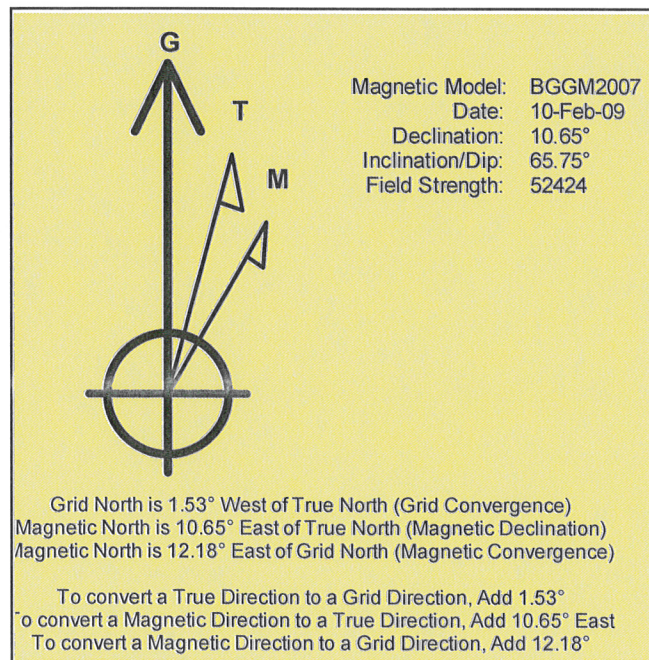 G
T
M
Magnetic Model: BGGM2007
Date: 10-Feb-09
Declination: 10.65°
Inclination/Dip: 65.75°
Field Strength: 52424
Grid North is 1.53° West of True North (Grid Convergence)
Magnetic North is 10.65° East of True North (Magnetic Declination)
Magnetic North is 12.18° East of Grid North (Magnetic Convergence)
To convert a True Direction to a Grid Direction, Add 1.53°
To convert a Magnetic Direction to a True Direction, Add 10.65° East
To convert a Magnetic Direction to a Grid Direction, Add 12.18°